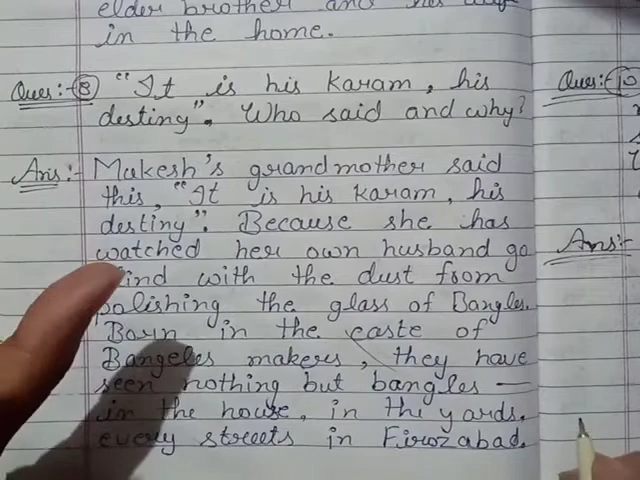 elder brother and his
in the home.
Ques:-8 "It is his karam, his
destiny". Who said and why?
Ans:- Mukesh's grandmother said
this, "It is his karam, his
destiny". Because she has
watched her own husband go
with the dust from
polishing the glass of Bangles.
Born in the caste of
Bangeles makers, they have
seen nothing but bangles —
in the house, in the yards,
every streets in Firozabad.
Ques:-10
Ans:-